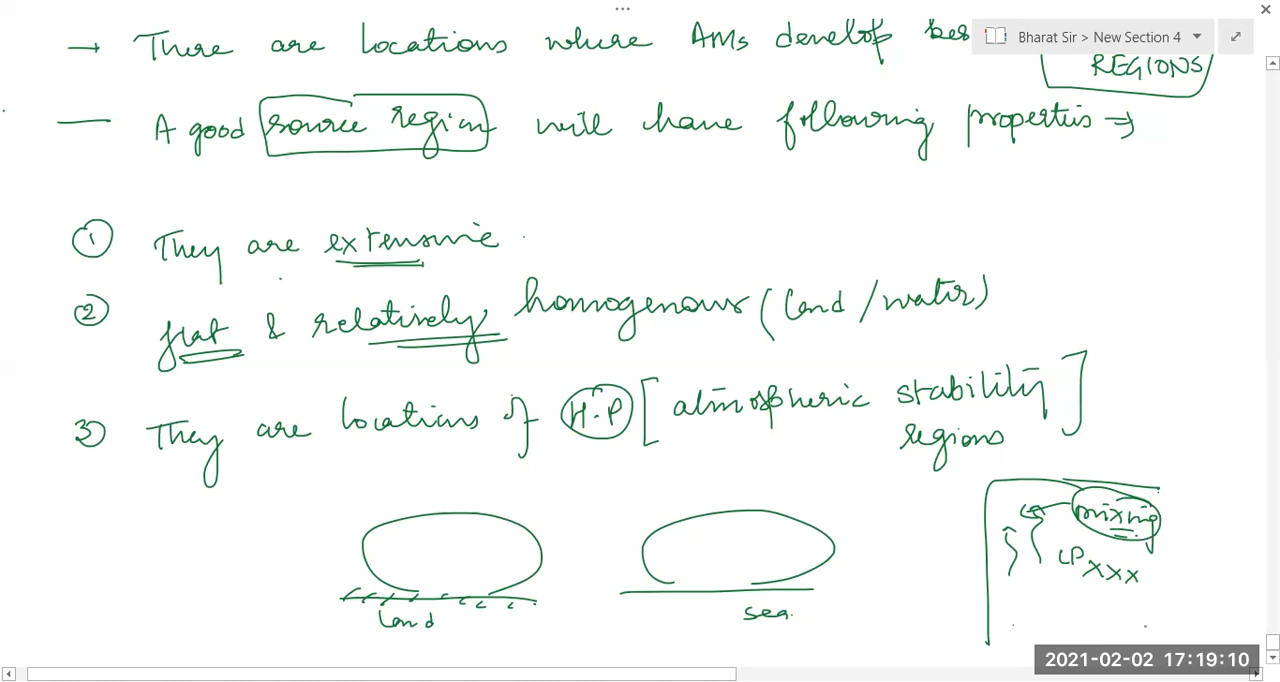 Bharat Sir > New Section 4
→ There are locations where AMs develop bes
REGIONS
— A good source region will have following properties →
① They are extensive
② flat & relatively homogenous (land/water)
3) They are locations of H.P [atmospheric stability regions]
mixing
LP xxx
land
sea.
2021-02-02 17:19:10